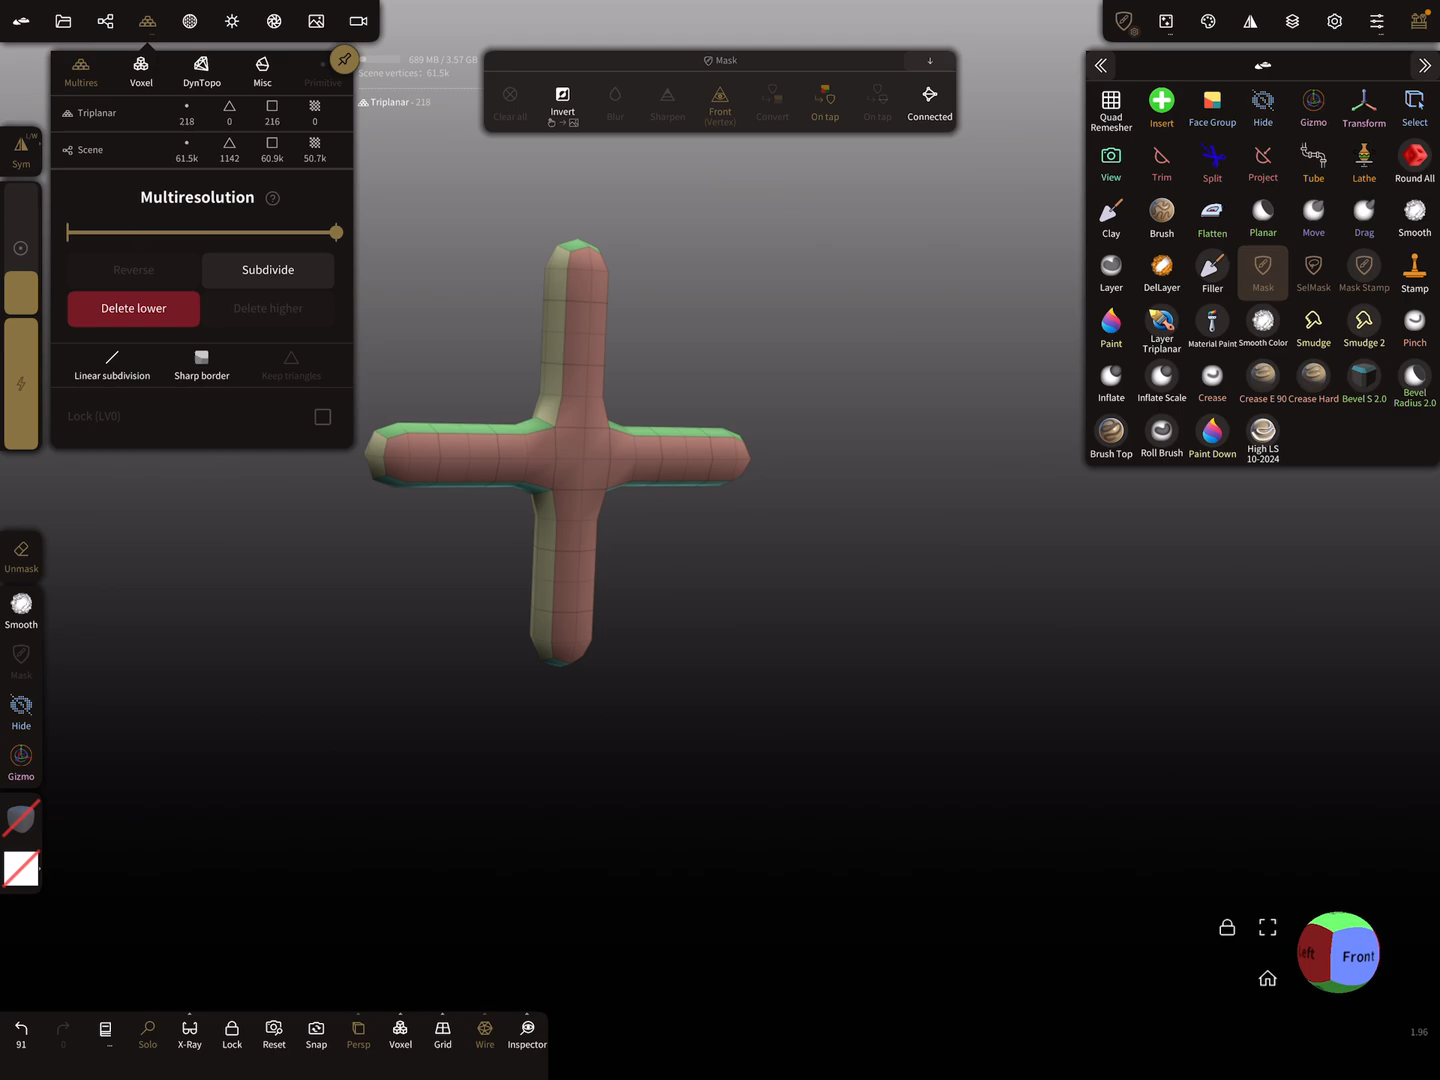 689 MB / 3.57 GB
Scene vertices: 61.5k
Triplanar - 218
Multires
Voxel
DynTopo
Misc
Primitive
Triplanar
218
0
216
0
Scene
61.5k
1142
60.9k
50.7k
Multiresolution
?
Reverse
Subdivide
Delete lower
Delete higher
Linear subdivision
Sharp border
Keep triangles
Lock (LV0)
L/W
Sym
Mask
Clear all
Invert
Blur
Sharpen
Front
(Vertex)
Convert
On tap
On tap
Connected
Quad
Remesher
Insert
Face Group
Hide
Gizmo
Transform
Select
View
Trim
Split
Project
Tube
Lathe
Round All
Clay
Brush
Flatten
Planar
Move
Drag
Smooth
Layer
DelLayer
Filler
Mask
SelMask
Mask Stamp
Stamp
Paint
Layer
Triplanar
Material Paint
Smooth Color
Smudge
Smudge 2
Pinch
Inflate
Inflate Scale
Crease
Crease E 90
Crease Hard
Bevel S 2.0
Bevel
Radius 2.0
Brush Top
Roll Brush
Paint Down
High LS
10-2024
Unmask
Smooth
Mask
Hide
Gizmo
Left
Front
91
0
...
Solo
X-Ray
Lock
Reset
Snap
Persp
Voxel
Grid
Wire
Inspector
1.96